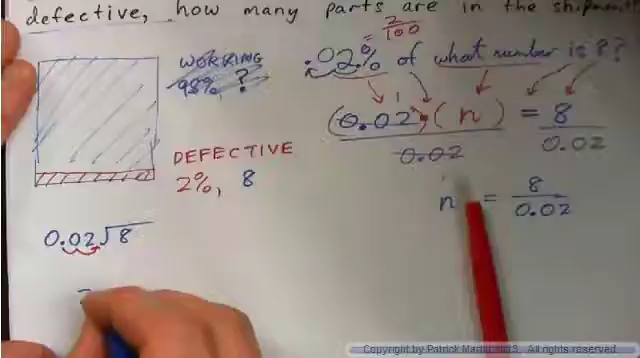 defective, how many parts are in the shipment
= 2/100
.02% of what number is 8?
WORKING
98%, ?
(0.02)(n) = 8
0.02 0.02
DEFECTIVE
2%, 8
n = 8/0.02
0.02√8
Copyright by Patrick
All rights reserved.